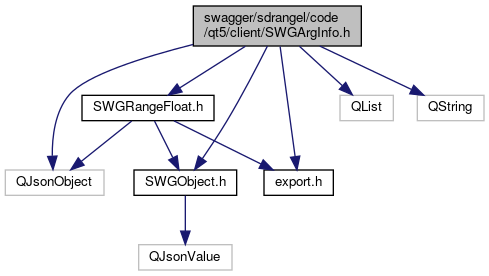 swagger/sdrangel/code
/qt5/client/SWGArgInfo.h
SWGRangeFloat.h
QList
QString
QJsonObject
SWGObject.h
export.h
QJsonValue